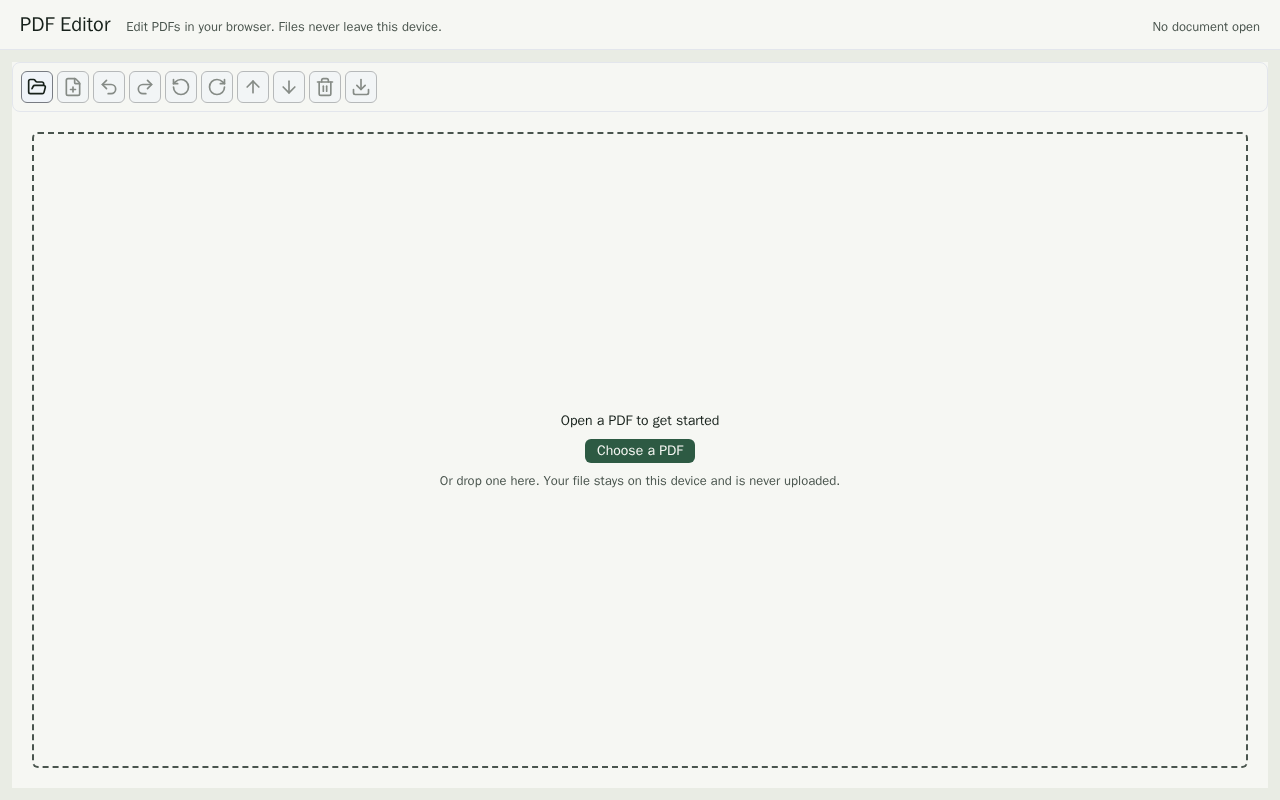 PDF Editor
Edit PDFs in your browser. Files never leave this device.
No document open
Open a PDF to get started
Choose a PDF
Or drop one here. Your file stays on this device and is never uploaded.